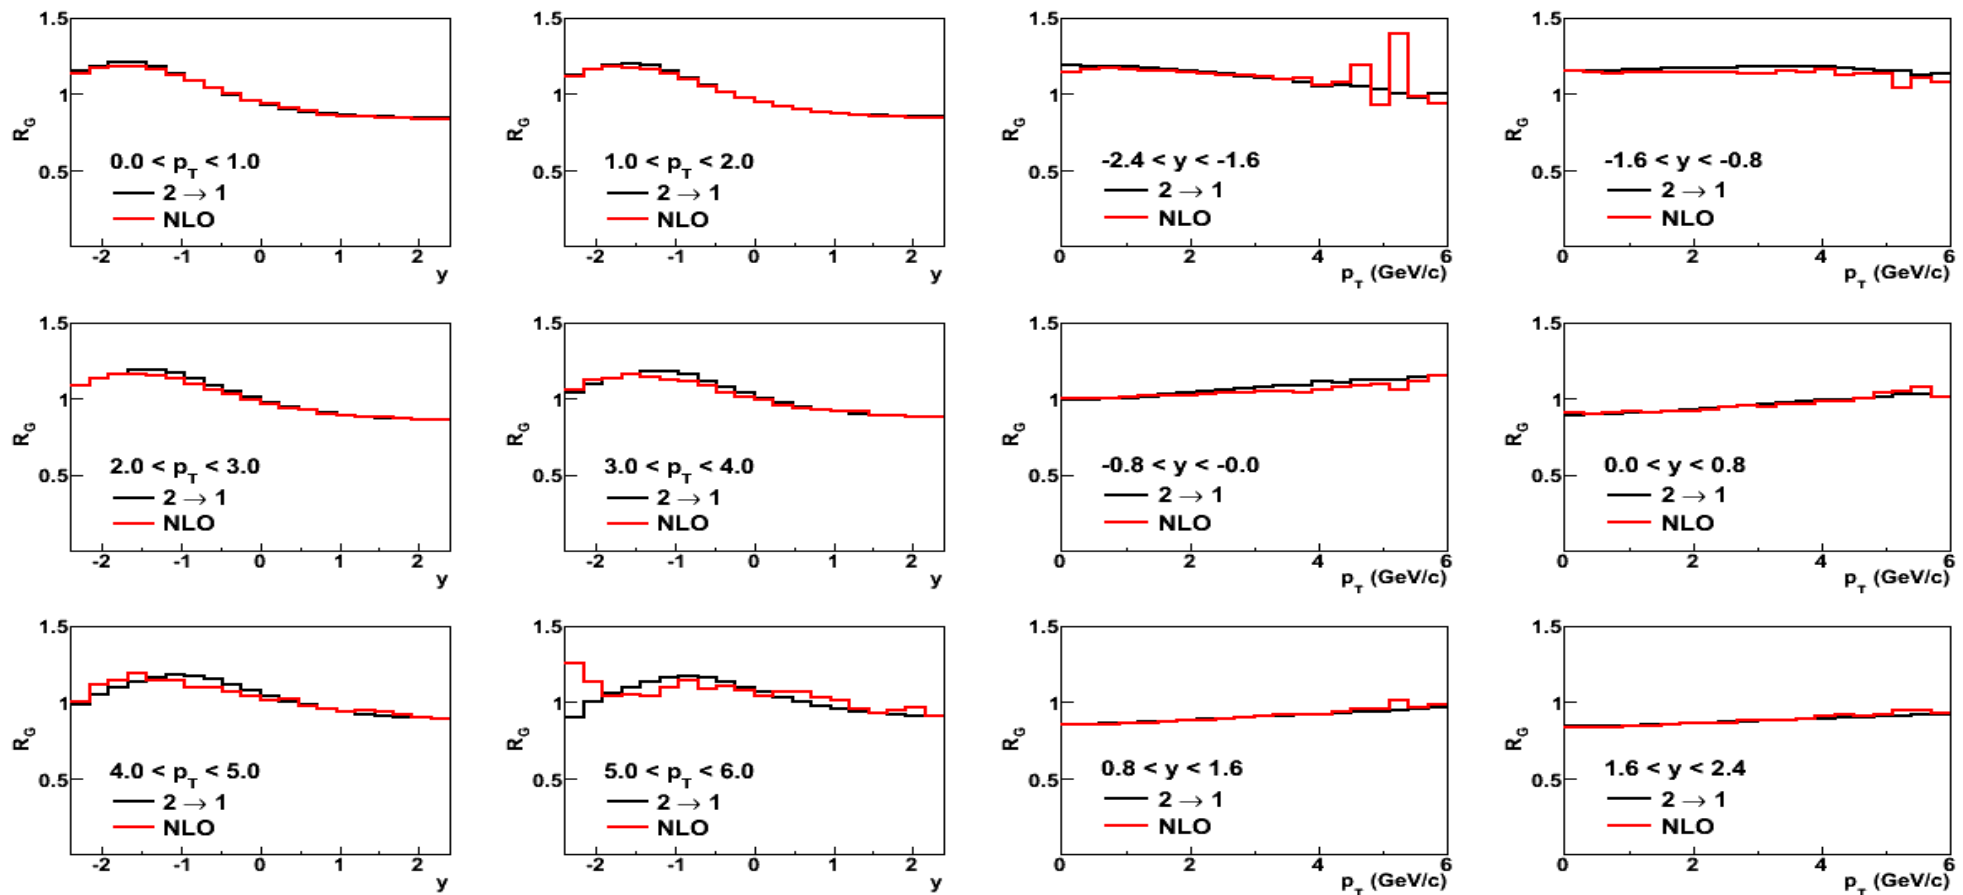 1.5
1
0.5
R_G
0.0 < p_T < 1.0
2 → 1
NLO
-2 -1 0 1 2
y
1.5
1
0.5
R_G
1.0 < p_T < 2.0
2 → 1
NLO
-2 -1 0 1 2
y
1.5
1
0.5
R_G
-2.4 < y < -1.6
2 → 1
NLO
0 2 4 6
p_T (GeV/c)
1.5
1
0.5
R_G
-1.6 < y < -0.8
2 → 1
NLO
0 2 4 6
p_T (GeV/c)
1.5
1
0.5
R_G
2.0 < p_T < 3.0
2 → 1
NLO
-2 -1 0 1 2
y
1.5
1
0.5
R_G
3.0 < p_T < 4.0
2 → 1
NLO
-2 -1 0 1 2
y
1.5
1
0.5
R_G
-0.8 < y < -0.0
2 → 1
NLO
0 2 4 6
p_T (GeV/c)
1.5
1
0.5
R_G
0.0 < y < 0.8
2 → 1
NLO
0 2 4 6
p_T (GeV/c)
1.5
1
0.5
R_G
4.0 < p_T < 5.0
2 → 1
NLO
-2 -1 0 1 2
y
1.5
1
0.5
R_G
5.0 < p_T < 6.0
2 → 1
NLO
-2 -1 0 1 2
y
1.5
1
0.5
R_G
0.8 < y < 1.6
2 → 1
NLO
0 2 4 6
p_T (GeV/c)
1.5
1
0.5
R_G
1.6 < y < 2.4
2 → 1
NLO
0 2 4 6
p_T (GeV/c)